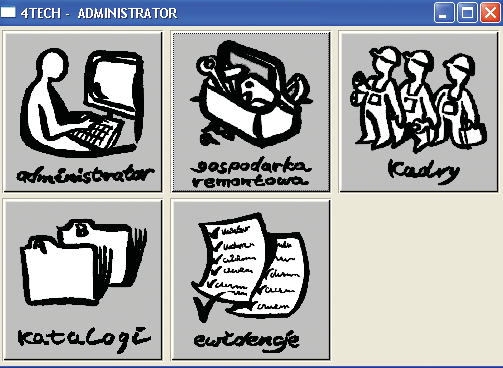 4TECH - ADMINISTRATOR
administrator
gospodarka
remontowa
kadry
katalogi
A
B
ewidencje